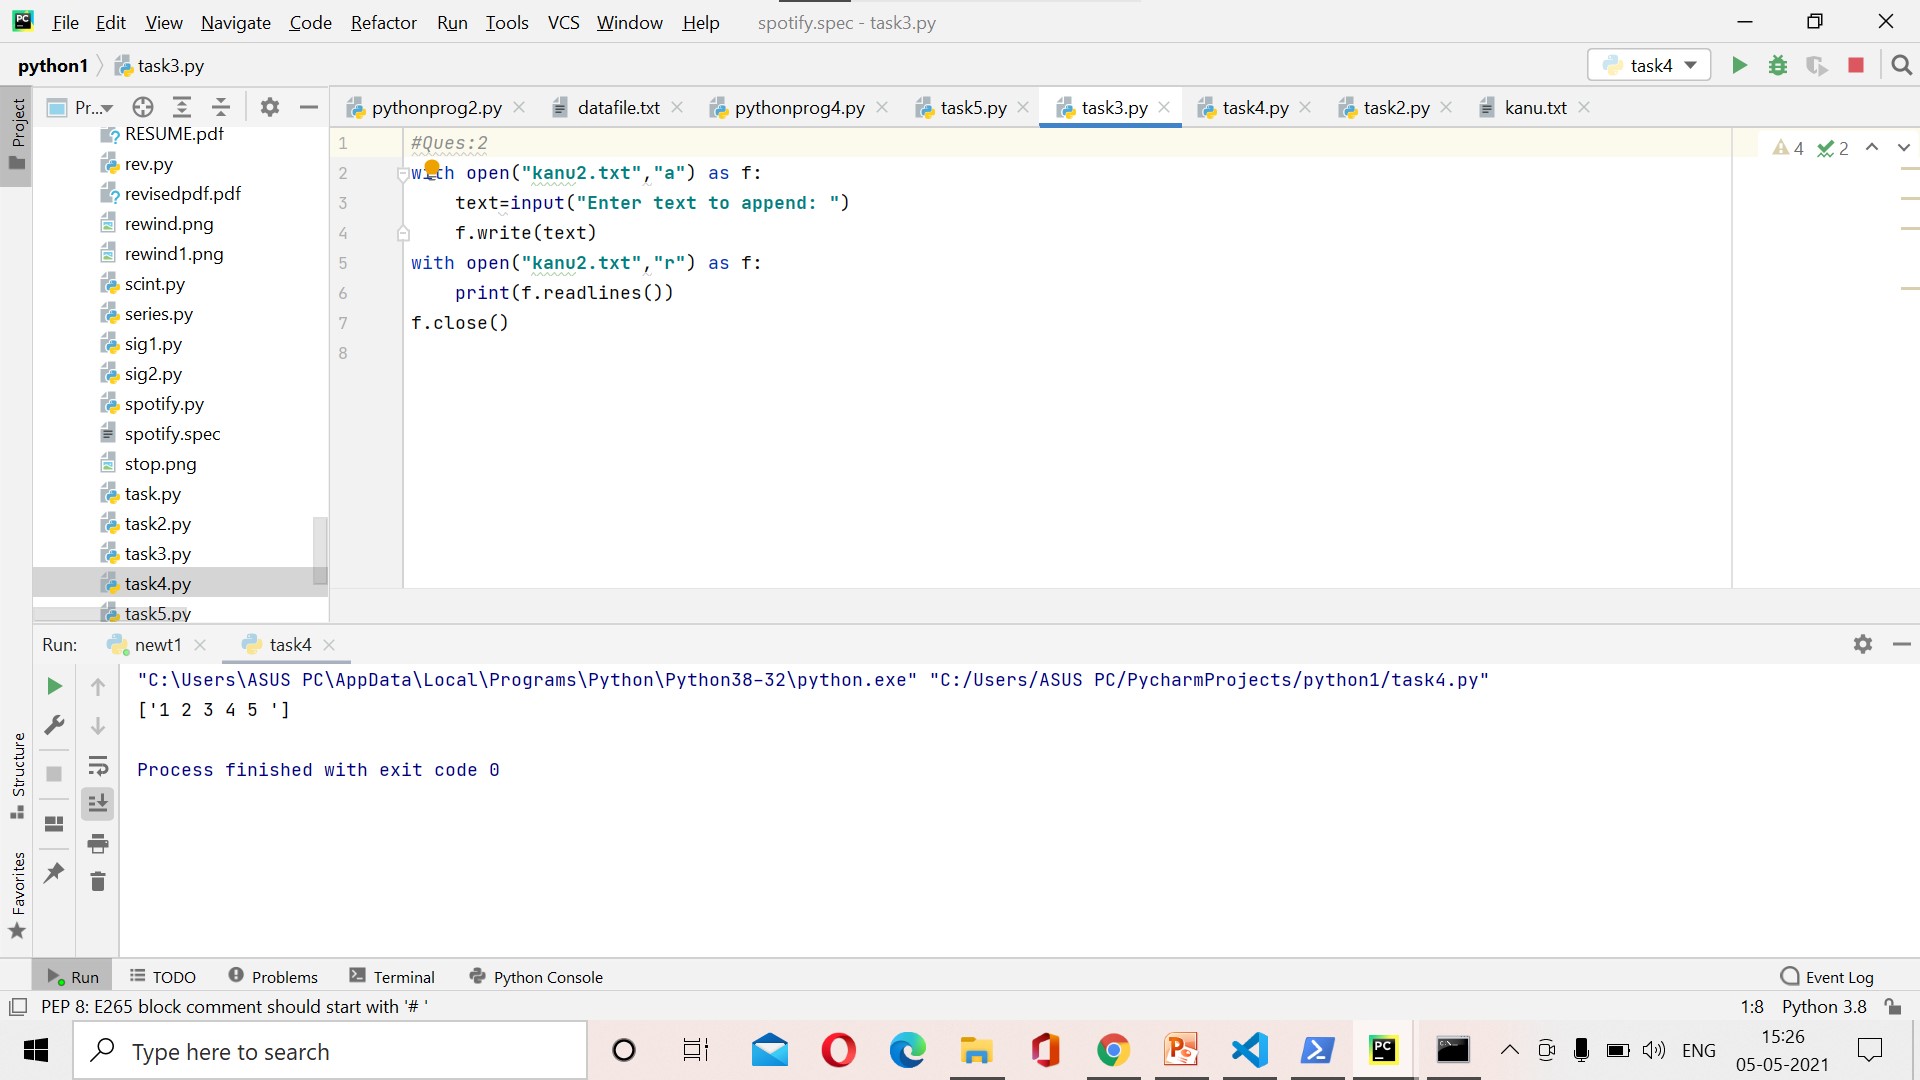 PC File Edit View Navigate Code Refactor Run Tools VCS Window Help spotify.spec - task3.py
python1 task3.py task4
Project Pr... pythonprog2.py datafile.txt pythonprog4.py task5.py task3.py task4.py task2.py kanu.txt
RESUME.pdf
rev.py
revisedpdf.pdf
rewind.png
rewind1.png
scint.py
series.py
sig1.py
sig2.py
spotify.py
spotify.spec
stop.png
task.py
task2.py
task3.py
task4.py
task5.py
1 #Ques:2
2 with open("kanu2.txt","a") as f:
3 text=input("Enter text to append: ")
4 f.write(text)
5 with open("kanu2.txt","r") as f:
6 print(f.readlines())
7 f.close()
8
4 2
Run: newt1 task4
"C:\Users\ASUS PC\AppData\Local\Programs\Python\Python38-32\python.exe" "C:/Users/ASUS PC/PycharmProjects/python1/task4.py"
['1 2 3 4 5 ']
Process finished with exit code 0
Structure
Favorites
Run TODO Problems Terminal Python Console Event Log
PEP 8: E265 block comment should start with '# ' 1:8 Python 3.8
Type here to search PC ENG 15:26
05-05-2021